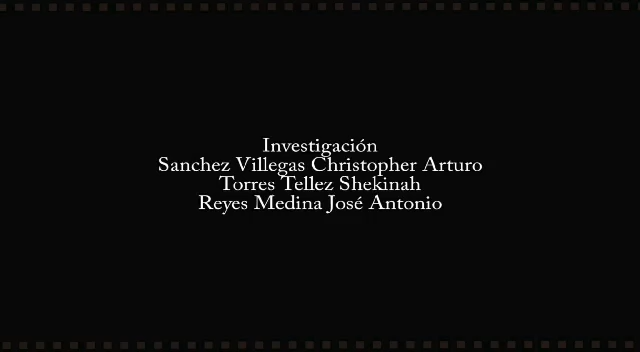 Investigación
Sanchez Villegas Christopher Arturo
Torres Tellez Shekinah
Reyes Medina José Antonio